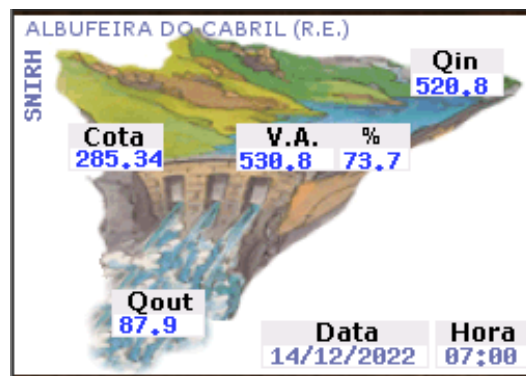 ALBUFEIRA DO CABRIL (R.E.)
SNIRH
Qin
520.8
Cota V.A. %
285.34 530.8 73.7
Qout
87.9
Data Hora
14/12/2022 07:00